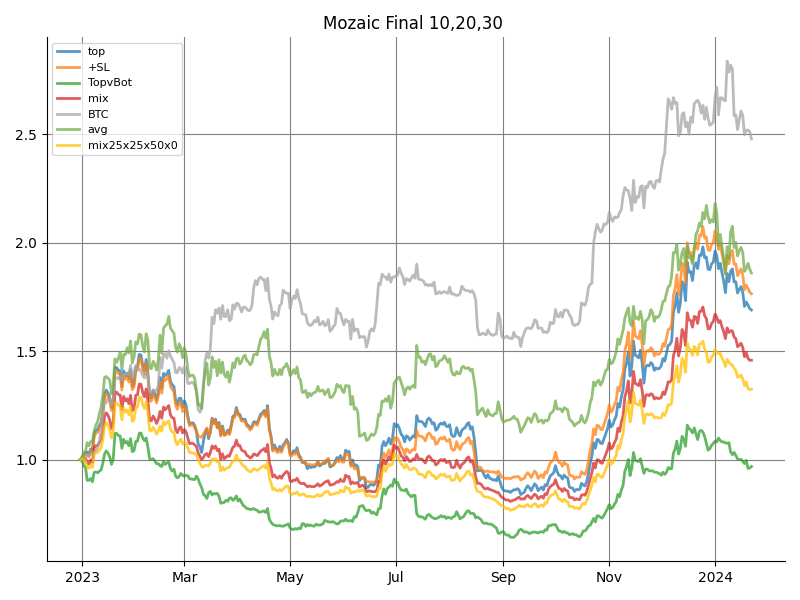 Mozaic Final 10,20,30
top
+SL
TopvBot
mix
BTC
avg
mix25x25x50x0
2.5
2.0
1.5
1.0
2023 Mar May Jul Sep Nov 2024